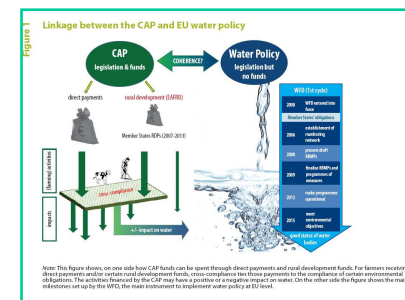 Figure 1
Linkage between the CAP and EU water policy
CAP
legislation & funds
COHERENCE?
Water Policy
legislation but
no funds
direct payments
rural development (EAFRD)
Member States RDPs (2007-2013)
(farming) activities
cross-compliance
impacts
+/- impact on water
WFD (1st cycle)
2000 WFD entered into
force
Member States' obligations
2006 establishment of
monitoring
network
2008 present draft
RBMPs
2009 finalise RBMPs and
programmes of
measures
2012 make programmes
operational
2015 meet
environmental
objectives
good status of water
bodies
Note: This figure shows, on one side how CAP funds can be spent through direct payments and rural development funds. For farmers receivin
direct payments and/or certain rural development funds, cross-compliance ties those payments to the compliance of certain environmental
obligations. The activities financed by the CAP may have a positive or a negative impact on water. On the other side the figure shows the mai
milestones set up by the WFD, the main instrument to implement water policy at EU level.